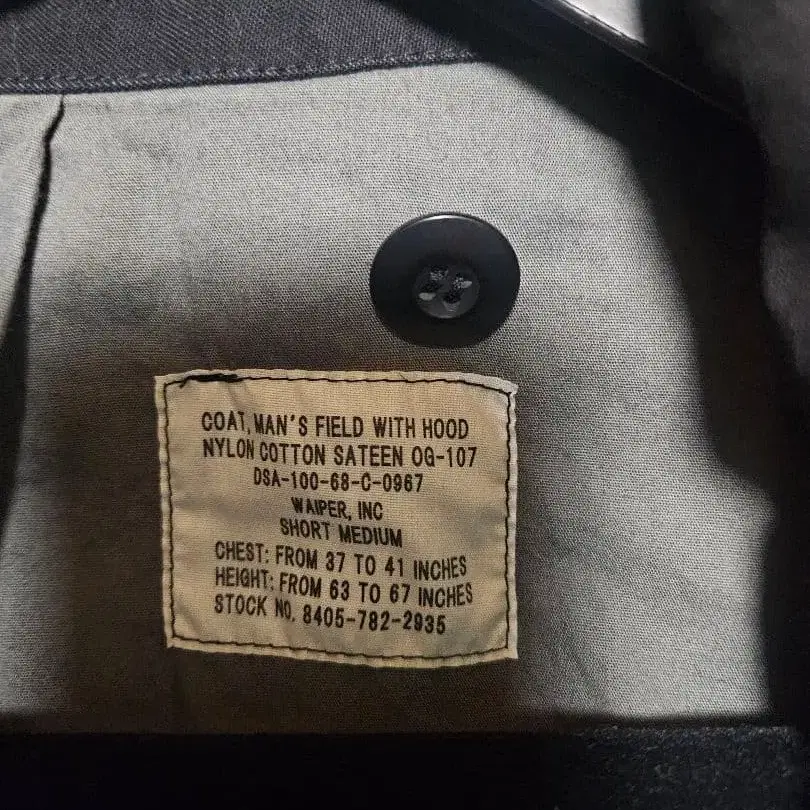 COAT, MAN'S FIELD WITH HOOD
NYLON COTTON SATEEN OG-107
DSA-100-68-C-0967
WAIPER, INC
SHORT MEDIUM
CHEST: FROM 37 TO 41 INCHES
HEIGHT: FROM 63 TO 67 INCHES
STOCK NO. 8405-782-2935